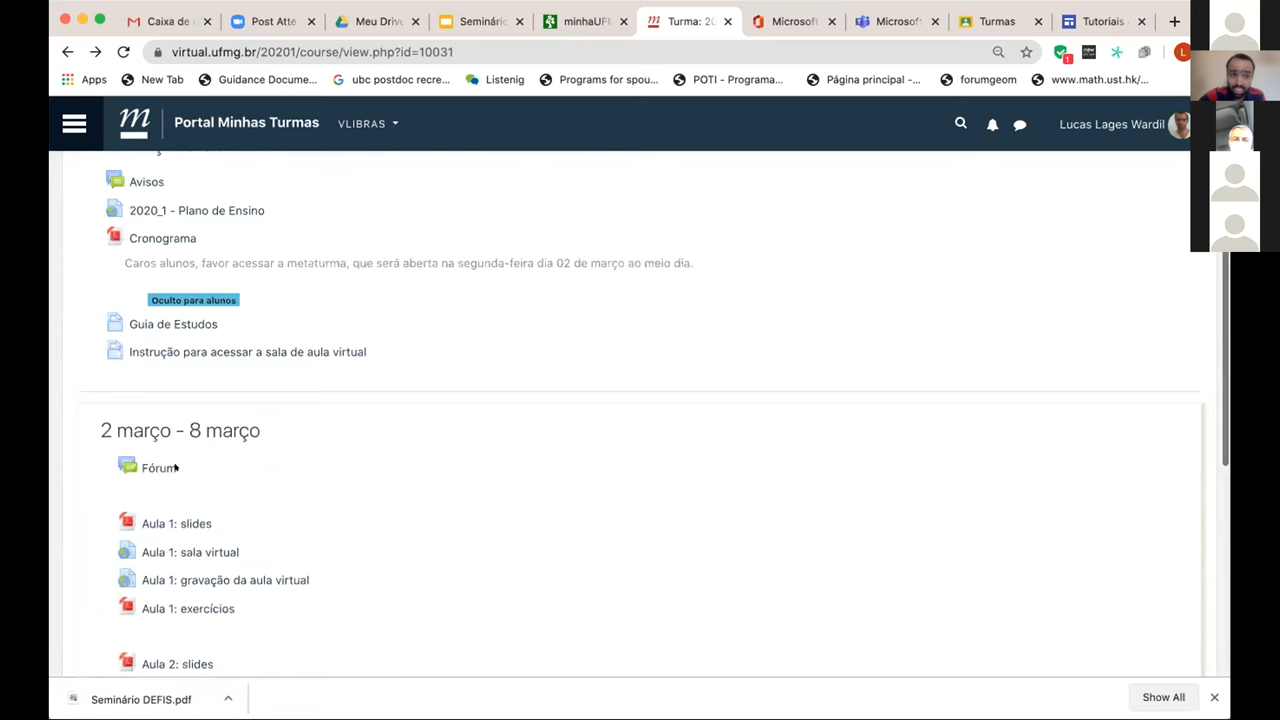 Caixa de
Post Atte
Meu Driv
Seminário
minhaUFM
Turma: 20
Microsoft
Microsoft
Turmas
Tutoriais
virtual.ufmg.br/20201/course/view.php?id=10031
new
1
L
Apps
New Tab
Guidance Docume...
ubc postdoc recre...
Listenig
Programs for spou...
POTI - Programa...
Página principal -...
forumgeom
www.math.ust.hk/...
m
Portal Minhas Turmas
VLIBRAS
Lucas Lages Wardil
Avisos
2020_1 - Plano de Ensino
Cronograma
Caros alunos, favor acessar a metaturma, que será aberta na segunda-feira dia 02 de março ao meio dia.
Oculto para alunos
Guia de Estudos
Instrução para acessar a sala de aula virtual
2 março - 8 março
Fórum
Aula 1: slides
Aula 1: sala virtual
Aula 1: gravação da aula virtual
Aula 1: exercícios
Aula 2: slides
Seminário DEFIS.pdf
Show All